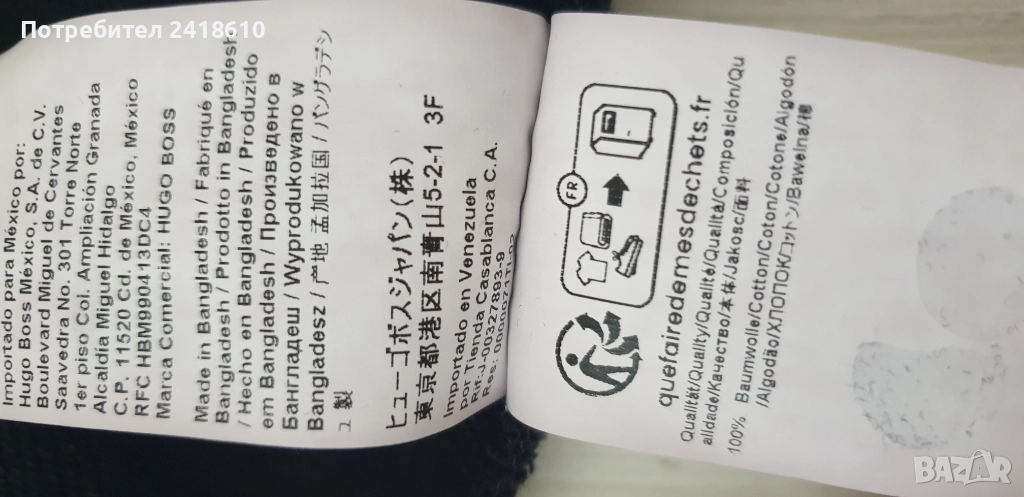 Потребител 2418610
Importado para México por:
Hugo Boss México, S.A. de C.V.
Boulevard Miguel de Cervantes
Saavedra No. 301 Torre Norte
1er piso Col. Ampliación Granada
Alcaldía Miguel Hidalgo
C.P. 11520 Cd. de México, México
RFC HBM990413DC4
Marca Comercial: HUGO BOSS
Made in Bangladesh / Fabriqué en
Bangladesh / Prodotto in Bangladesh
/ Hecho en Bangladesh / Produzido
em Bangladesh / Произведено в
Бангладеш / Wyprodukowano w
Bangladesz / 产地 孟加拉国 / バングラデシ
ュ製
ヒューゴボスジャパン(株)
東京都港区南青山5-2-1 3F
Importado en Venezuela
por Tienda Casablanca C.A.
Rif:J-00327893-9
FR
quefairedemesdechets.fr
Qualität/Quality/Qualité/Qualità/Composición/Qu
alidade/Качество/本体/Jakość/面料
100% Baumwolle/Cotton/Coton/Cotone/Algodón
/Algodão/ХЛОПОК/コットン/Bawełna/棉
BAZAR